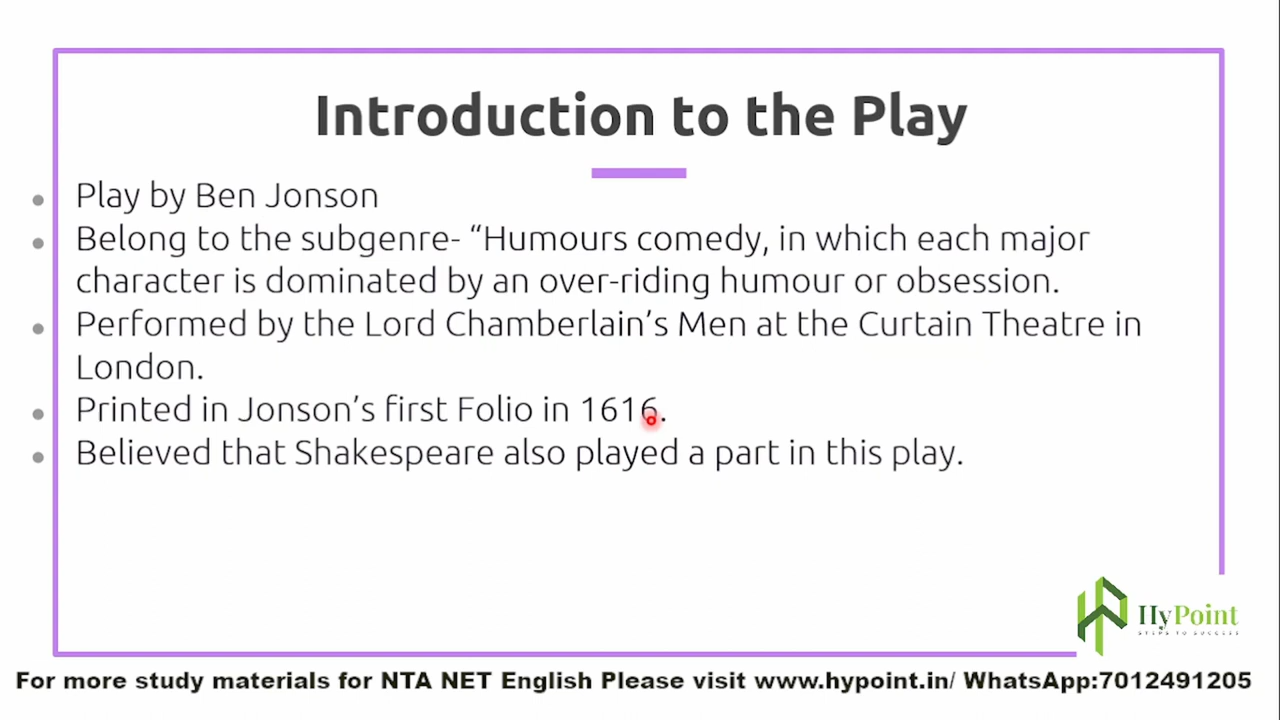 Introduction to the Play
Play by Ben Jonson
Belong to the subgenre- “Humours comedy, in which each major
character is dominated by an over-riding humour or obsession.
Performed by the Lord Chamberlain’s Men at the Curtain Theatre in
London.
Printed in Jonson’s first Folio in 1616.
Believed that Shakespeare also played a part in this play.
HyPoint
STEPS TO SUCCESS
For more study materials for NTA NET English Please visit www.hypoint.in/ WhatsApp:7012491205